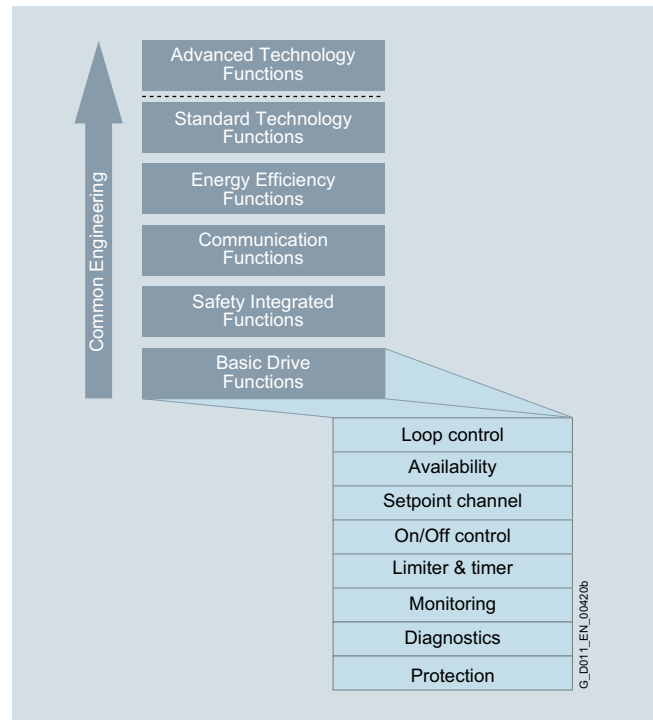 Advanced Technology
Functions
Standard Technology
Functions
Energy Efficiency
Functions
Communication
Functions
Safety Integrated
Functions
Basic Drive
Functions
Common Engineering
Loop control
Availability
Setpoint channel
On/Off control
Limiter & timer
Monitoring
Diagnostics
Protection
G_D011_EN_00420b